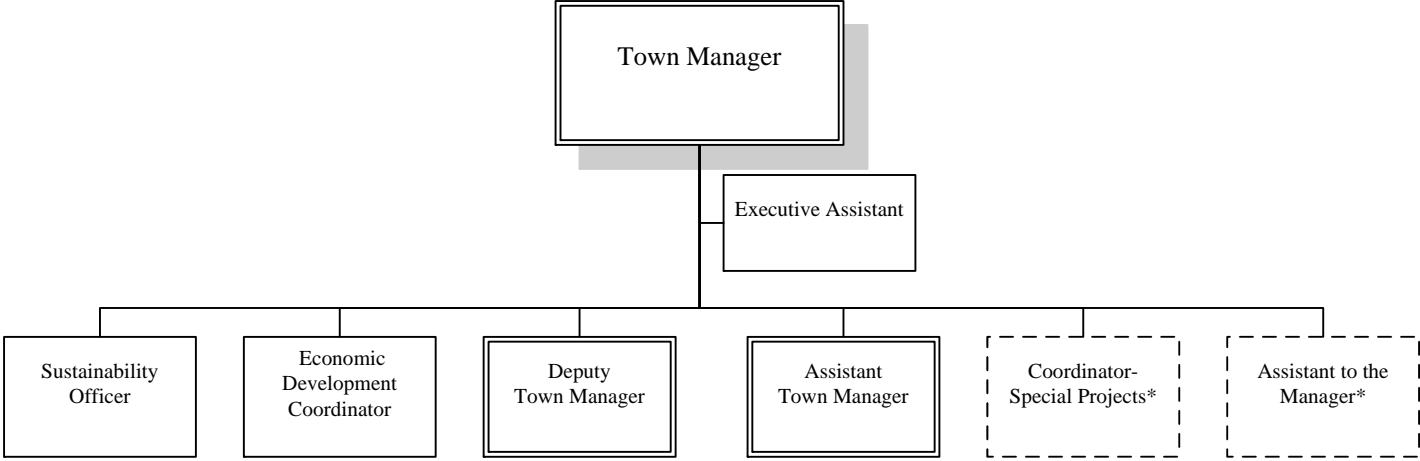 Town Manager
Executive Assistant
Sustainability
Officer
Economic
Development
Coordinator
Deputy
Town Manager
Assistant
Town Manager
Coordinator-
Special Projects*
Assistant to the
Manager*